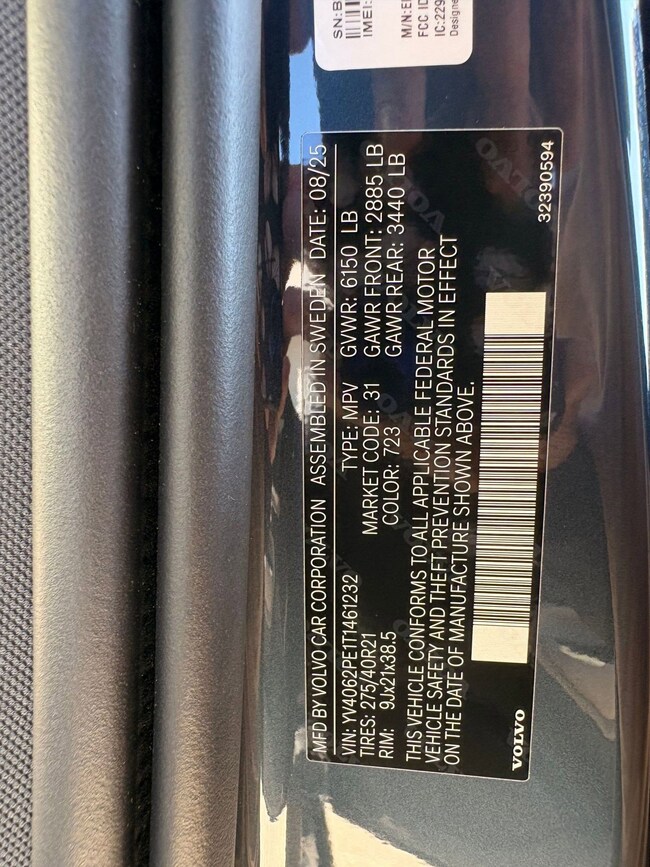 SN:B
IMEI:
M/N:E
FCC ID
IC:229
Designe
MFD BY VOLVO CAR CORPORATION ASSEMBLED IN SWEDEN DATE: 08/25
VIN: YV4062PE1T1461232 TYPE: MPV GVWR: 6150 LB
TIRES: 275/40R21 MARKET CODE: 31 GAWR FRONT: 2885 LB
RIM: 9Jx21x38.5 COLOR: 723 GAWR REAR: 3440 LB
THIS VEHICLE CONFORMS TO ALL APPLICABLE FEDERAL MOTOR
VEHICLE SAFETY AND THEFT PREVENTION STANDARDS IN EFFECT
ON THE DATE OF MANUFACTURE SHOWN ABOVE.
VOLVO
32390594